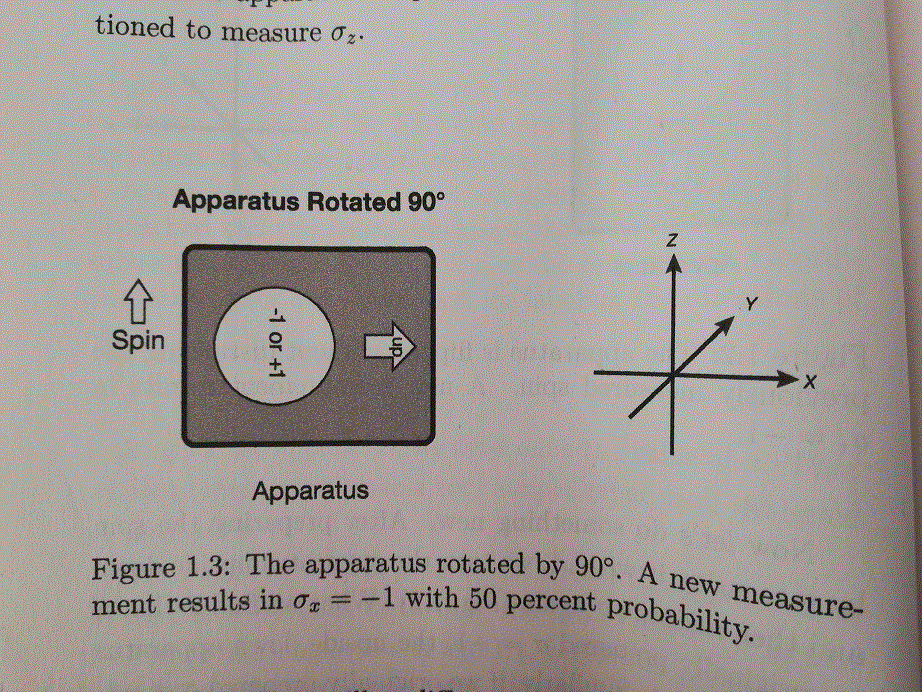 tioned to measure σz.
Apparatus Rotated 90°
Spin
-1 or +1
up
Apparatus
Z
Y
X
Figure 1.3: The apparatus rotated by 90°. A new measure-
ment results in σx = −1 with 50 percent probability.